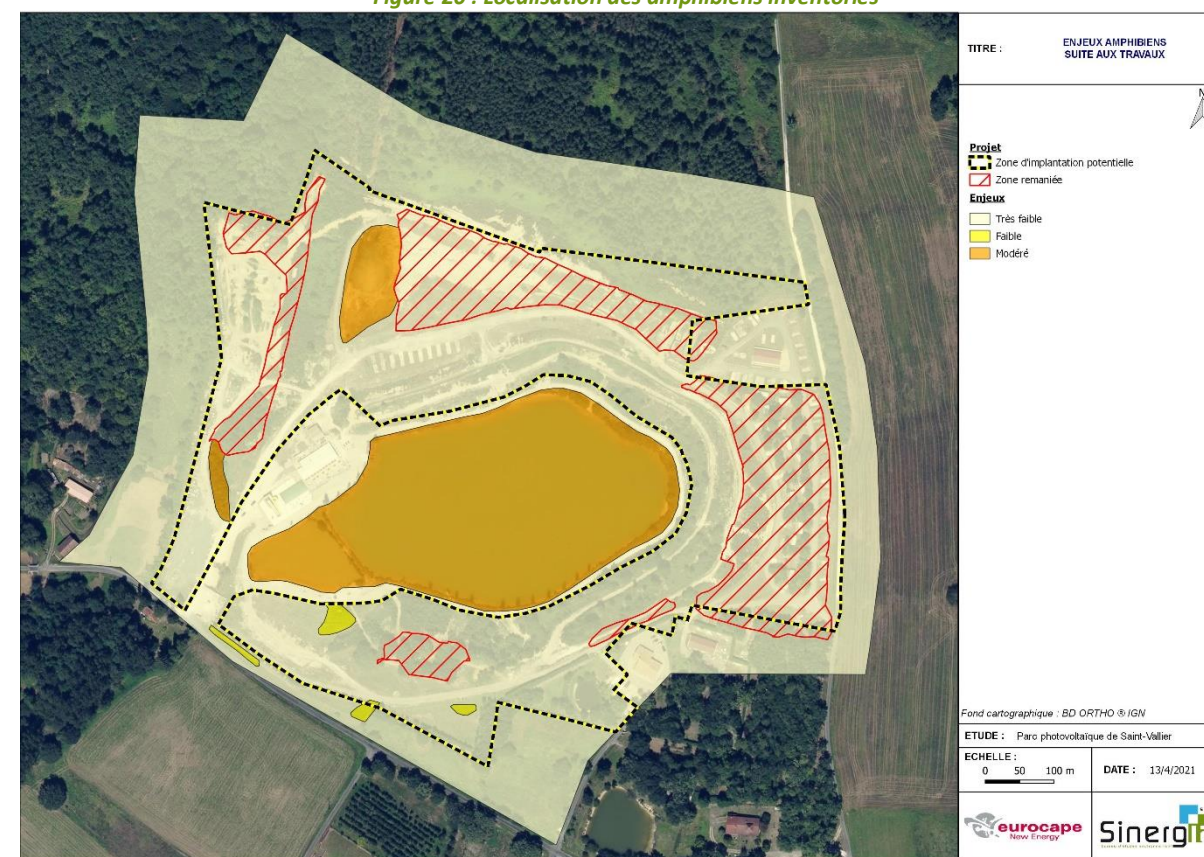 Figure 20 : Localisation des amphibiens inventoriés
TITRE :
ENJEUX AMPHIBIENS
SUITE AUX TRAVAUX
N
Projet
Zone d'implantation potentielle
Zone remaniée
Enjeux
Très faible
Faible
Modéré
Fond cartographique : BD ORTHO ® IGN
ETUDE : Parc photovoltaïque de Saint-Vallier
ECHELLE :
0 50 100 m
DATE : 13/4/2021
eurocape
New Energy